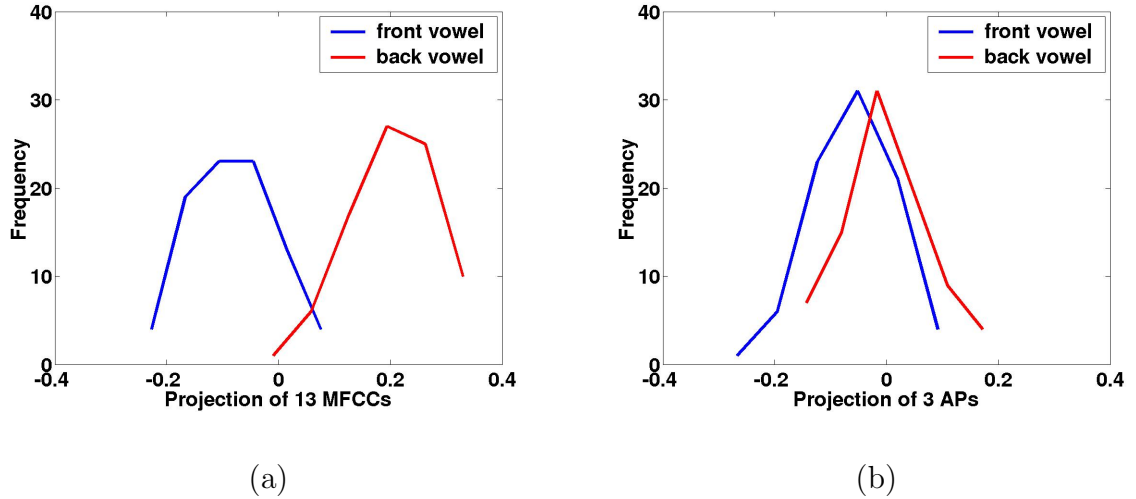 40
30
20
10
0
-0.4
-0.2
0
0.2
0.4
Frequency
Projection of 13 MFCCs
front vowel
back vowel
(a)
40
30
20
10
0
-0.4
-0.2
0
0.2
0.4
Frequency
Projection of 3 APs
front vowel
back vowel
(b)